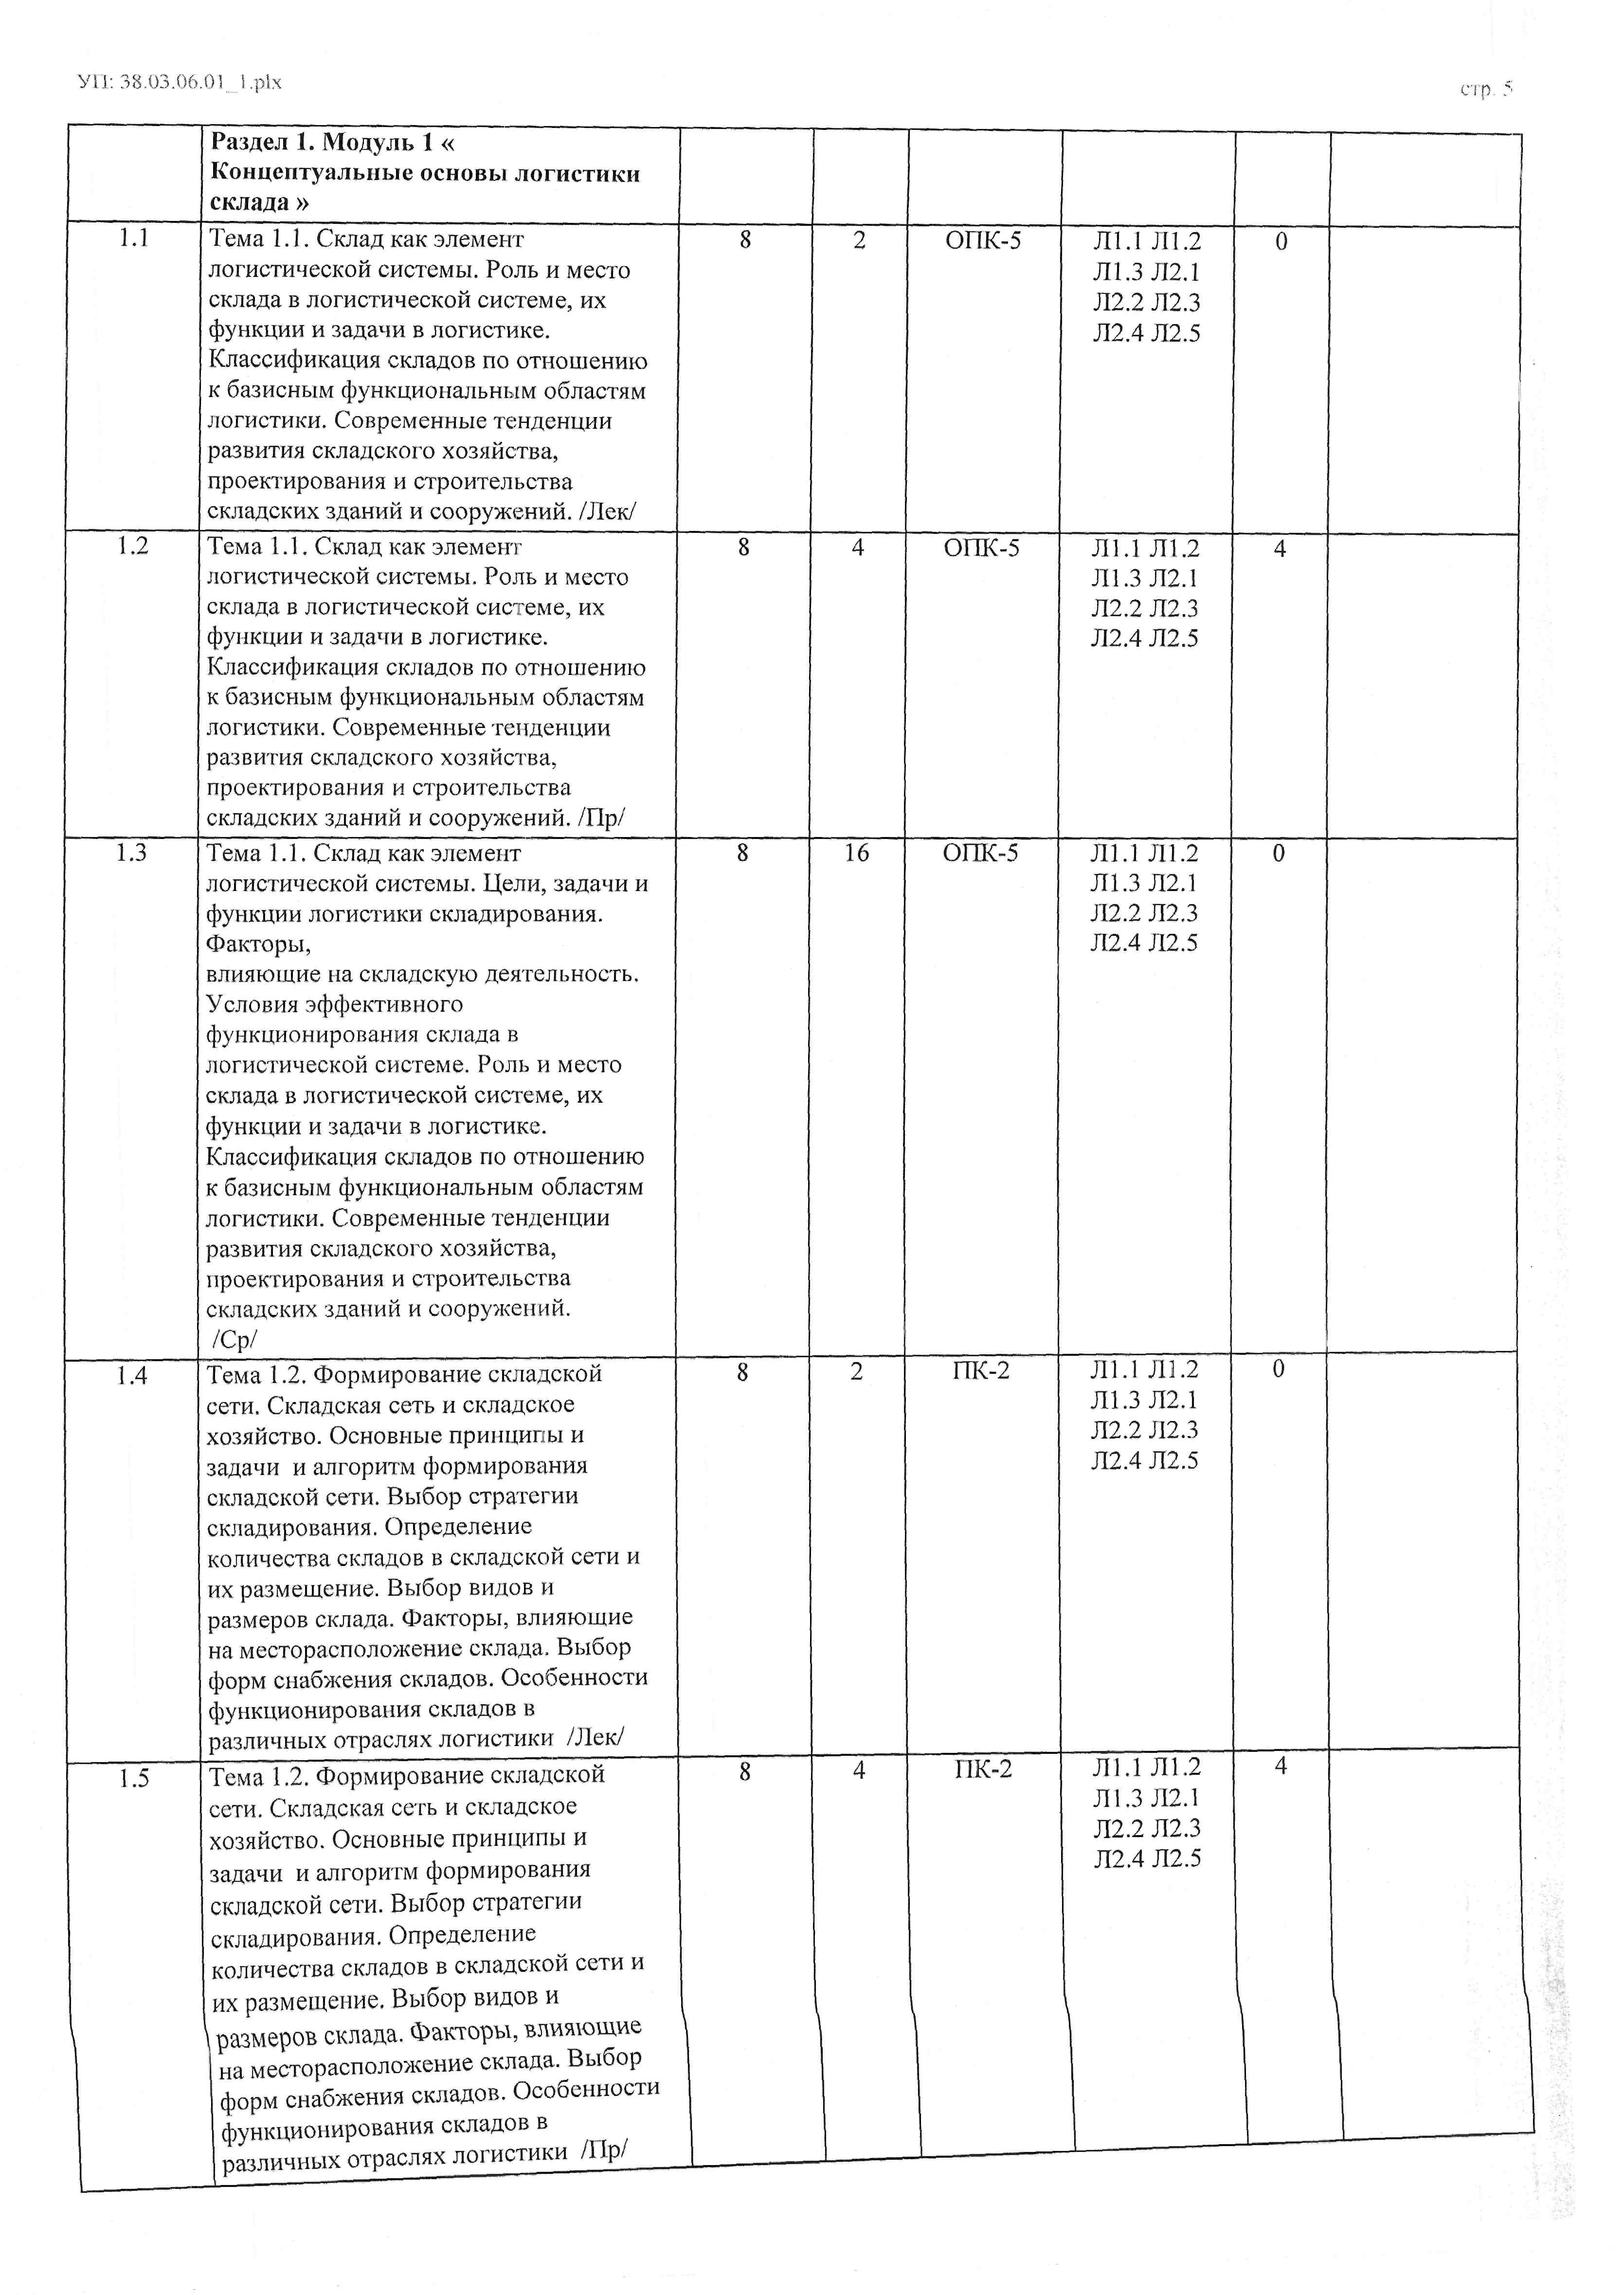 УП: 38.03.06.01_1.plx
стр. 5
Раздел 1. Модуль 1 «
Концептуальные основы логистики
склада »
1.1 Тема 1.1. Склад как элемент 8 2 ОПК-5 Л1.1 Л1.2 0
логистической системы. Роль и место Л1.3 Л2.1
склада в логистической системе, их Л2.2 Л2.3
функции и задачи в логистике. Л2.4 Л2.5
Классификация складов по отношению
к базисным функциональным областям
логистики. Современные тенденции
развития складского хозяйства,
проектирования и строительства
складских зданий и сооружений. /Лек/
1.2 Тема 1.1. Склад как элемент 8 4 ОПК-5 Л1.1 Л1.2 4
логистической системы. Роль и место Л1.3 Л2.1
склада в логистической системе, их Л2.2 Л2.3
функции и задачи в логистике. Л2.4 Л2.5
Классификация складов по отношению
к базисным функциональным областям
логистики. Современные тенденции
развития складского хозяйства,
проектирования и строительства
складских зданий и сооружений. /Пр/
1.3 Тема 1.1. Склад как элемент 8 16 ОПК-5 Л1.1 Л1.2 0
логистической системы. Цели, задачи и Л1.3 Л2.1
функции логистики складирования. Л2.2 Л2.3
Факторы, Л2.4 Л2.5
влияющие на складскую деятельность.
Условия эффективного
функционирования склада в
логистической системе. Роль и место
склада в логистической системе, их
функции и задачи в логистике.
Классификация складов по отношению
к базисным функциональным областям
логистики. Современные тенденции
развития складского хозяйства,
проектирования и строительства
складских зданий и сооружений.
/Ср/
1.4 Тема 1.2. Формирование складской 8 2 ПК-2 Л1.1 Л1.2 0
сети. Складская сеть и складское Л1.3 Л2.1
хозяйство. Основные принципы и Л2.2 Л2.3
задачи и алгоритм формирования Л2.4 Л2.5
складской сети. Выбор стратегии
складирования. Определение
количества складов в складской сети и
их размещение. Выбор видов и
размеров склада. Факторы, влияющие
на месторасположение склада. Выбор
форм снабжения складов. Особенности
функционирования складов в
различных отраслях логистики /Лек/
1.5 Тема 1.2. Формирование складской 8 4 ПК-2 Л1.1 Л1.2 4
сети. Складская сеть и складское Л1.3 Л2.1
хозяйство. Основные принципы и Л2.2 Л2.3
задачи и алгоритм формирования Л2.4 Л2.5
складской сети. Выбор стратегии
складирования. Определение
количества складов в складской сети и
их размещение. Выбор видов и
размеров склада. Факторы, влияющие
на месторасположение склада. Выбор
форм снабжения складов. Особенности
функционирования складов в
различных отраслях логистики /Пр/